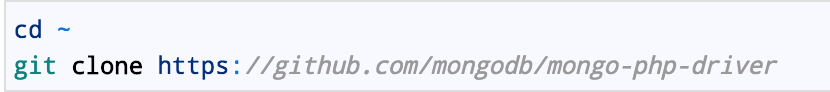 cd ~
git clone https://github.com/mongodb/mongo-php-driver